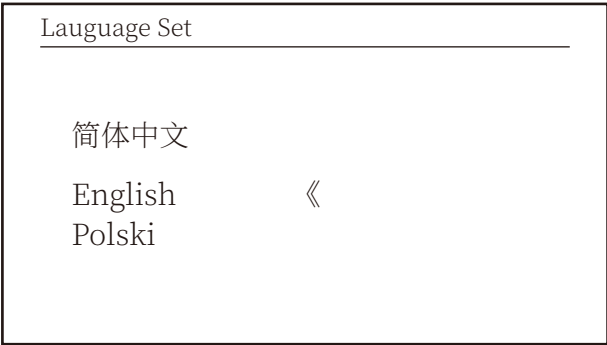 Lauguage Set
简体中文
English 《
Polski